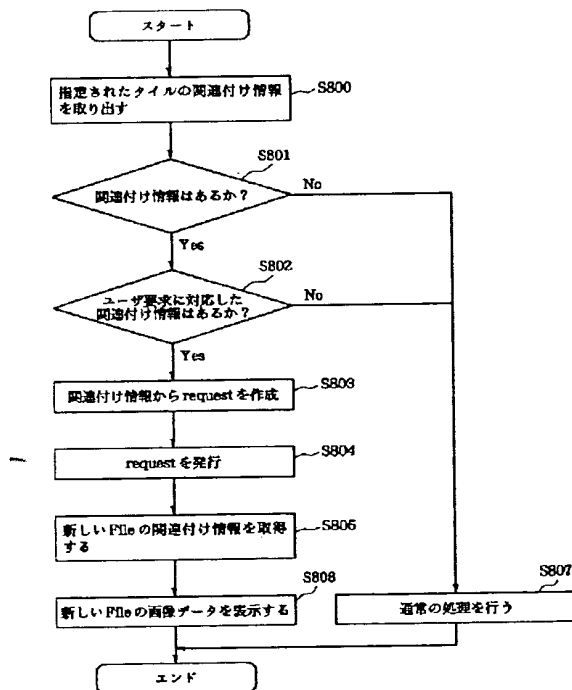 スタート
指定されたタイルの関連付け情報
を取り出す
S800
S801
関連付け情報はあるか？
No
Yes
S802
ユーザ要求に対応した
関連付け情報はあるか？
No
Yes
関連付け情報からrequestを作成
S803
requestを発行
S804
新しいFileの関連付け情報を取得
する
S805
S808
新しいFileの画像データを表示する
S807
通常の処理を行う
エンド